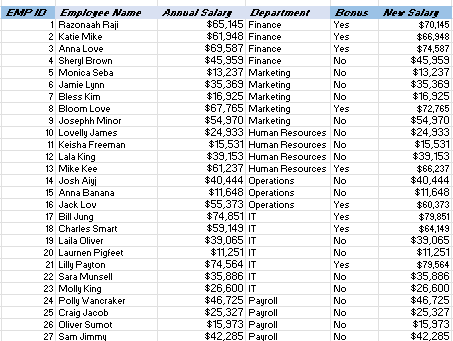 EMP ID Employee Name Annual Salary Department Bonus New Salary
1 Razonaah Raji $65,145 Finance Yes $70,145
2 Katie Mike $61,948 Finance Yes $66,948
3 Anna Love $69,587 Finance Yes $74,587
4 Sheryl Brown $45,959 Finance No $45,959
5 Monica Seba $13,237 Marketing No $13,237
6 Jamie Lynn $35,369 Marketing No $35,369
7 Bless Kim $16,925 Marketing No $16,925
8 Bloom Love $67,765 Marketing Yes $72,765
9 Josephh Minor $54,970 Marketing No $54,970
10 Lovelly James $24,933 Human Resources No $24,933
11 Keisha Freeman $15,531 Human Resources No $15,531
12 Lala King $39,153 Human Resources No $39,153
13 Mike Kee $61,237 Human Resources Yes $66,237
14 Josh Aiyj $40,444 Operations No $40,444
15 Anna Banana $11,648 Operations No $11,648
16 Jack Lov $55,373 Operations Yes $60,373
17 Bill Jung $74,851 IT Yes $79,851
18 Charles Smart $59,149 IT Yes $64,149
19 Laila Oliver $39,065 IT No $39,065
20 Laurnen Pigfeet $11,251 IT No $11,251
21 Lilly Payton $74,564 IT Yes $79,564
22 Sara Munsell $35,886 IT No $35,886
23 Molly King $26,600 IT No $26,600
24 Polly Vancraker $46,725 Payroll No $46,725
25 Craig Jacob $25,327 Payroll No $25,327
26 Oliver Sumot $15,973 Payroll No $15,973
27 Sam Jimmy $42,285 Payroll No $42,285